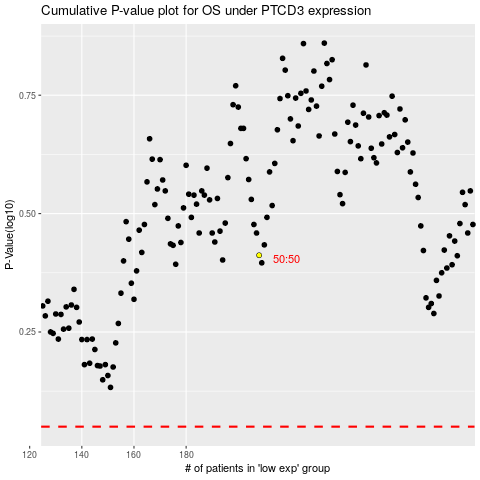 Cumulative P-value plot for OS under PTCD3 expression
P-Value(log10)
0.75
0.50
0.25
50:50
120 140 160 180
# of patients in 'low exp' group